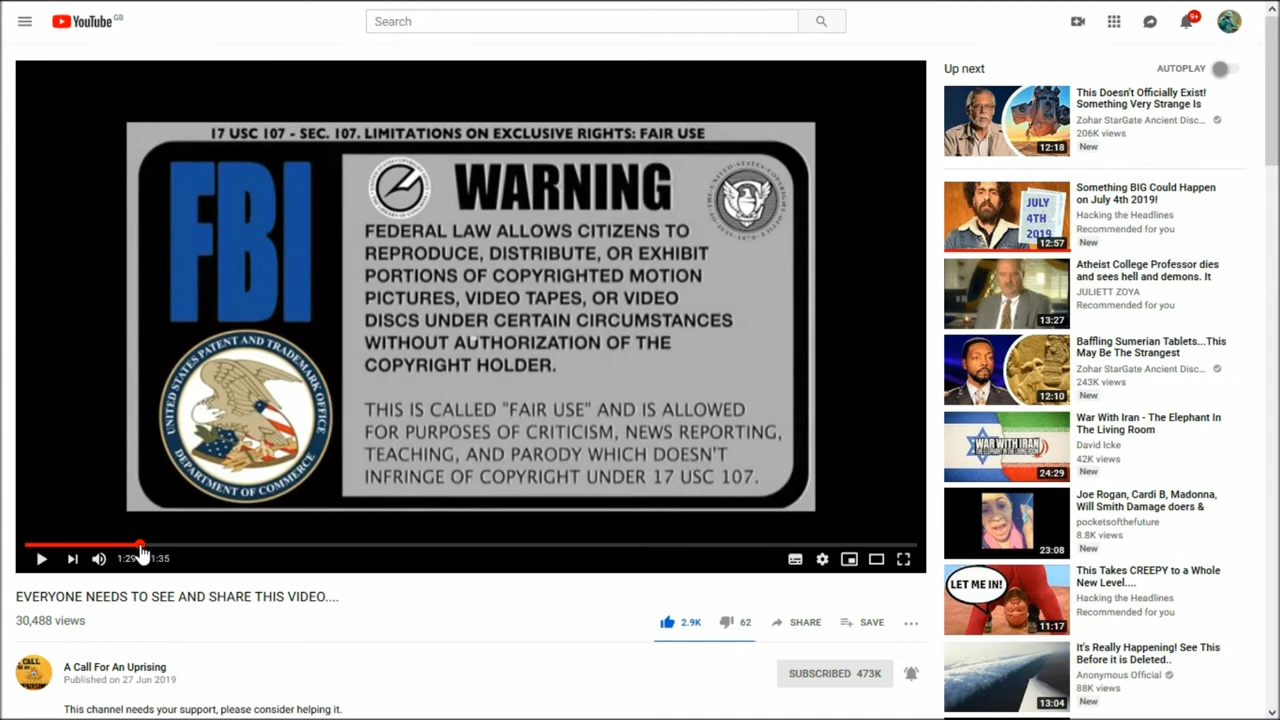 YouTube GB
Search
9+
17 USC 107 - SEC. 107. LIMITATIONS ON EXCLUSIVE RIGHTS: FAIR USE
FBI
WARNING
FEDERAL LAW ALLOWS CITIZENS TO
REPRODUCE, DISTRIBUTE, OR EXHIBIT
PORTIONS OF COPYRIGHTED MOTION
PICTURES, VIDEO TAPES, OR VIDEO
DISCS UNDER CERTAIN CIRCUMSTANCES
WITHOUT AUTHORIZATION OF THE
COPYRIGHT HOLDER.
THIS IS CALLED "FAIR USE" AND IS ALLOWED
FOR PURPOSES OF CRITICISM, NEWS REPORTING,
TEACHING, AND PARODY WHICH DOESN'T
INFRINGE OF COPYRIGHT UNDER 17 USC 107.
UNITED STATES PATENT AND TRADEMARK OFFICE
DEPARTMENT OF COMMERCE
1:29
1:35
EVERYONE NEEDS TO SEE AND SHARE THIS VIDEO....
30,488 views
2.9K
62
SHARE
SAVE
A Call For An Uprising
Published on 27 Jun 2019
SUBSCRIBED 473K
This channel needs your support, please consider helping it.
Up next
AUTOPLAY
This Doesn't Officially Exist!
Something Very Strange Is
Zohar StarGate Ancient Disc...
206K views
New
12:18
Something BIG Could Happen
on July 4th 2019!
Hacking the Headlines
Recommended for you
New
JULY
4TH
2019
12:57
Atheist College Professor dies
and sees hell and demons. It
JULIETT ZOYA
Recommended for you
13:27
Baffling Sumerian Tablets...This
May Be The Strangest
Zohar StarGate Ancient Disc...
243K views
New
12:10
War With Iran - The Elephant In
The Living Room
David Icke
42K views
New
WAR WITH IRAN
24:29
Joe Rogan, Cardi B, Madonna,
Will Smith Damage doers &
pocketsofthefuture
8.8K views
New
23:08
This Takes CREEPY to a Whole
New Level....
Hacking the Headlines
Recommended for you
LET ME IN!
11:17
It's Really Happening! See This
Before it is Deleted..
Anonymous Official
88K views
New
13:04